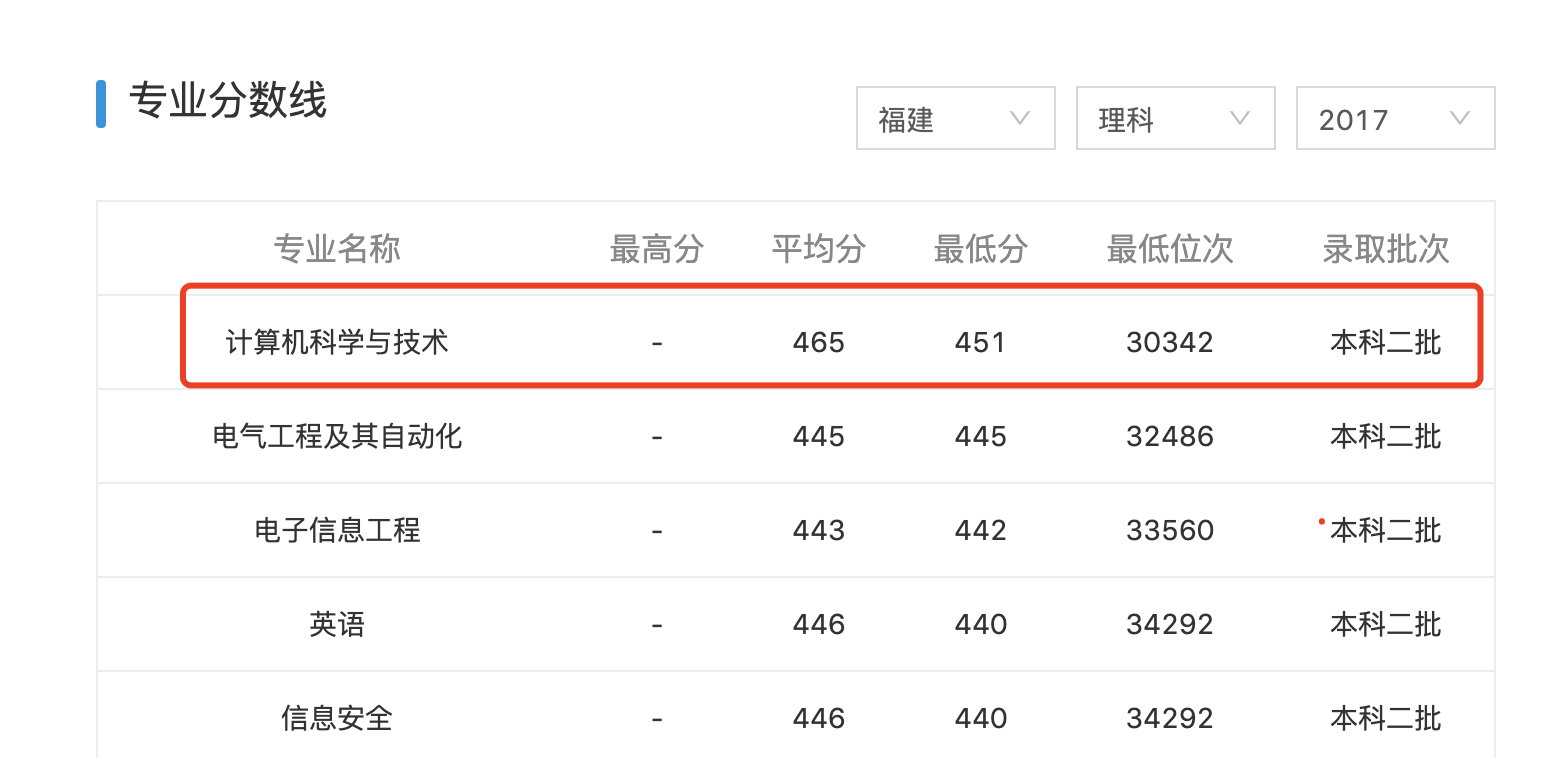 专业分数线
福建 理科 2017
专业名称 最高分 平均分 最低分 最低位次 录取批次
计算机科学与技术 - 465 451 30342 本科二批
电气工程及其自动化 - 445 445 32486 本科二批
电子信息工程 - 443 442 33560 本科二批
英语 - 446 440 34292 本科二批
信息安全 - 446 440 34292 本科二批